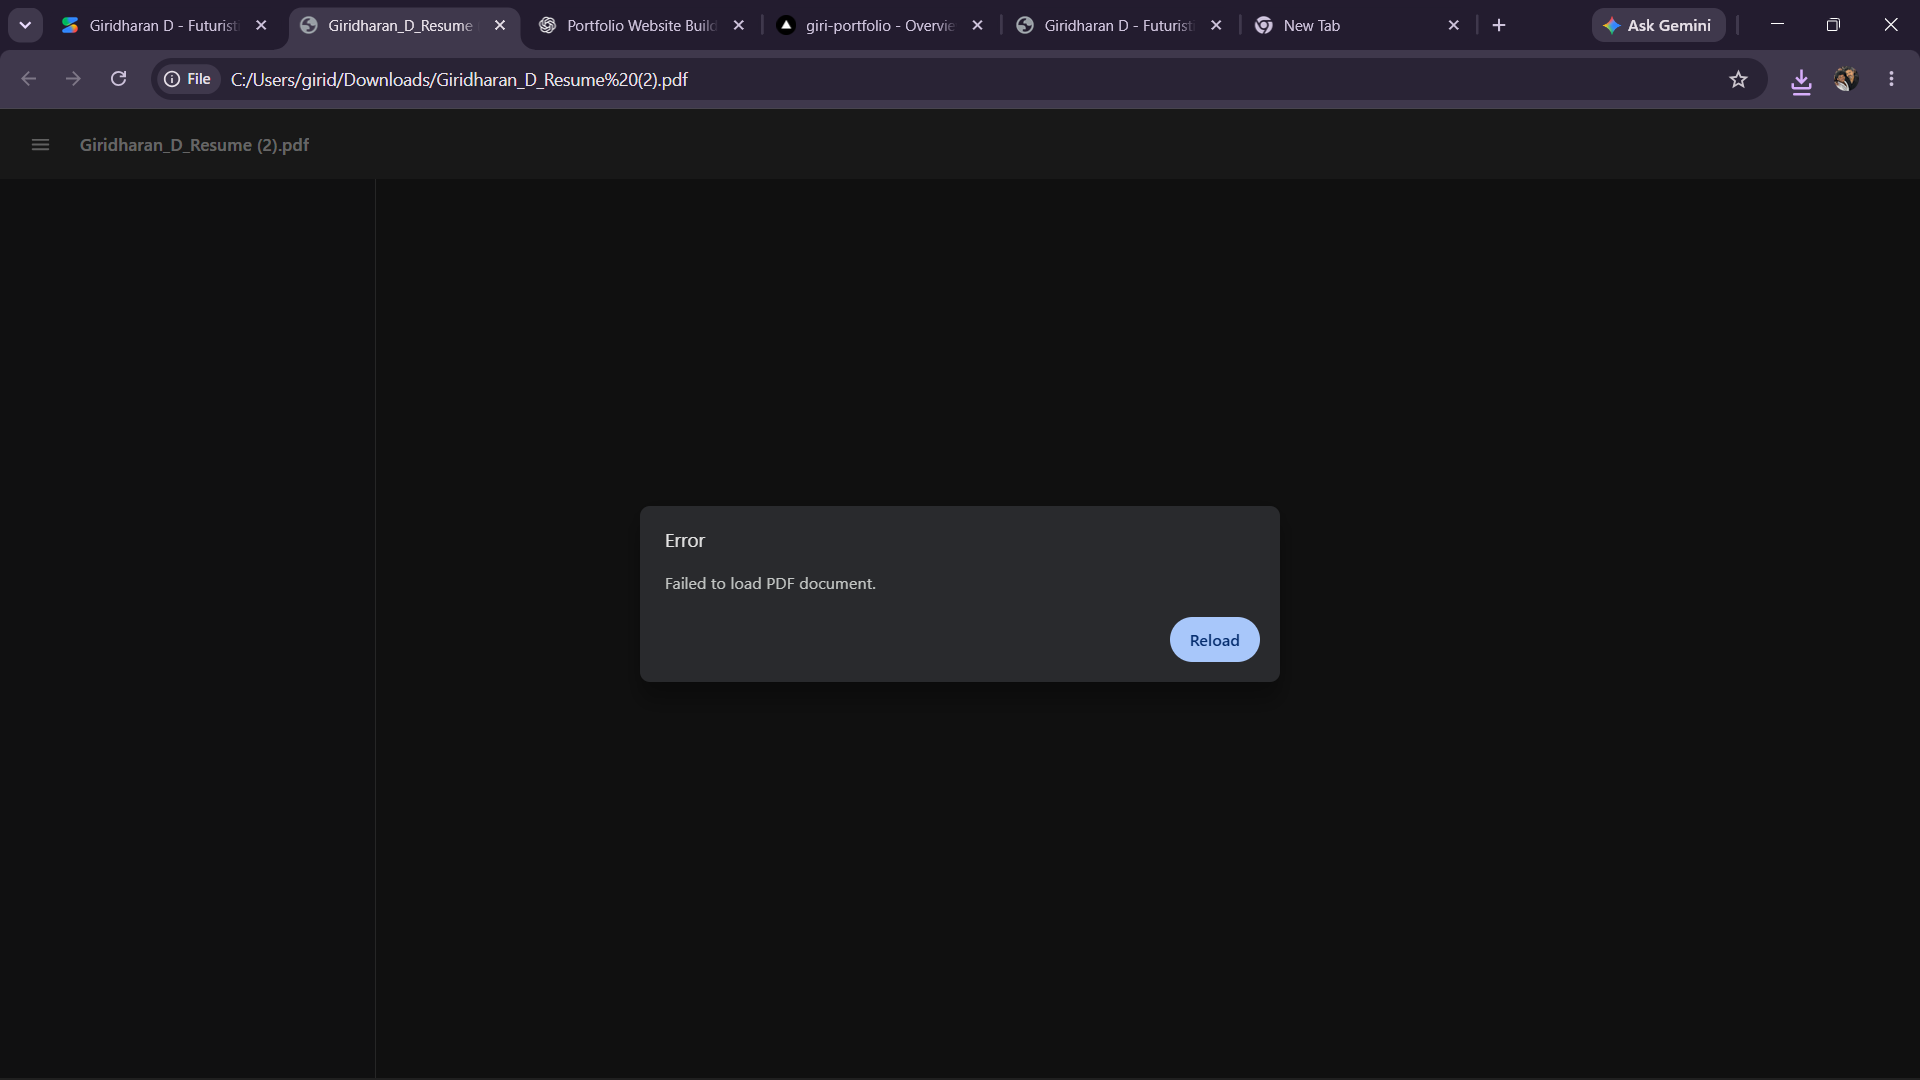 Giridharan D - Futurist
Giridharan_D_Resume
Portfolio Website Build
giri-portfolio - Overvie
Giridharan D - Futurist
New Tab
Ask Gemini
File
C:/Users/girid/Downloads/Giridharan_D_Resume%20(2).pdf
Giridharan_D_Resume (2).pdf
Error
Failed to load PDF document.
Reload